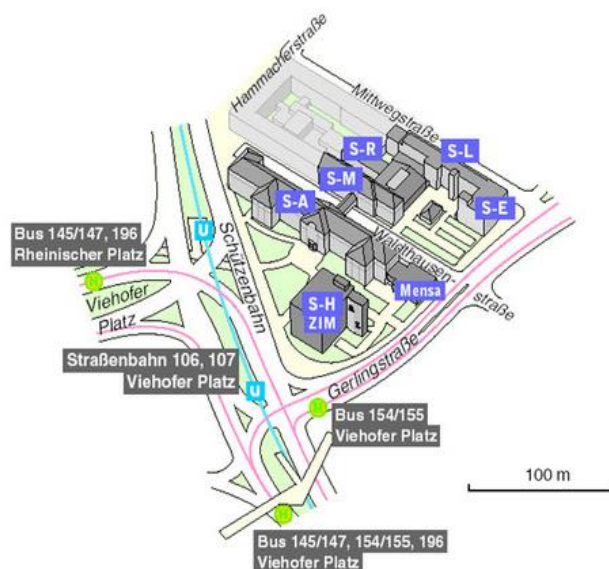 Hammacherstraße
Mittwegstraße
S-R
S-L
S-M
S-A
S-E
Waldthausen-
straße
Bus 145/147, 196
Rheinischer Platz
U
Schützenbahn
H
Viehofer
Platz
Mensa
S-H
ZIM
Gerlingstraße
Straßenbahn 106, 107
Viehofer Platz
U
H
Bus 154/155
Viehofer Platz
100 m
H
Bus 145/147, 154/155, 196
Viehofer Platz